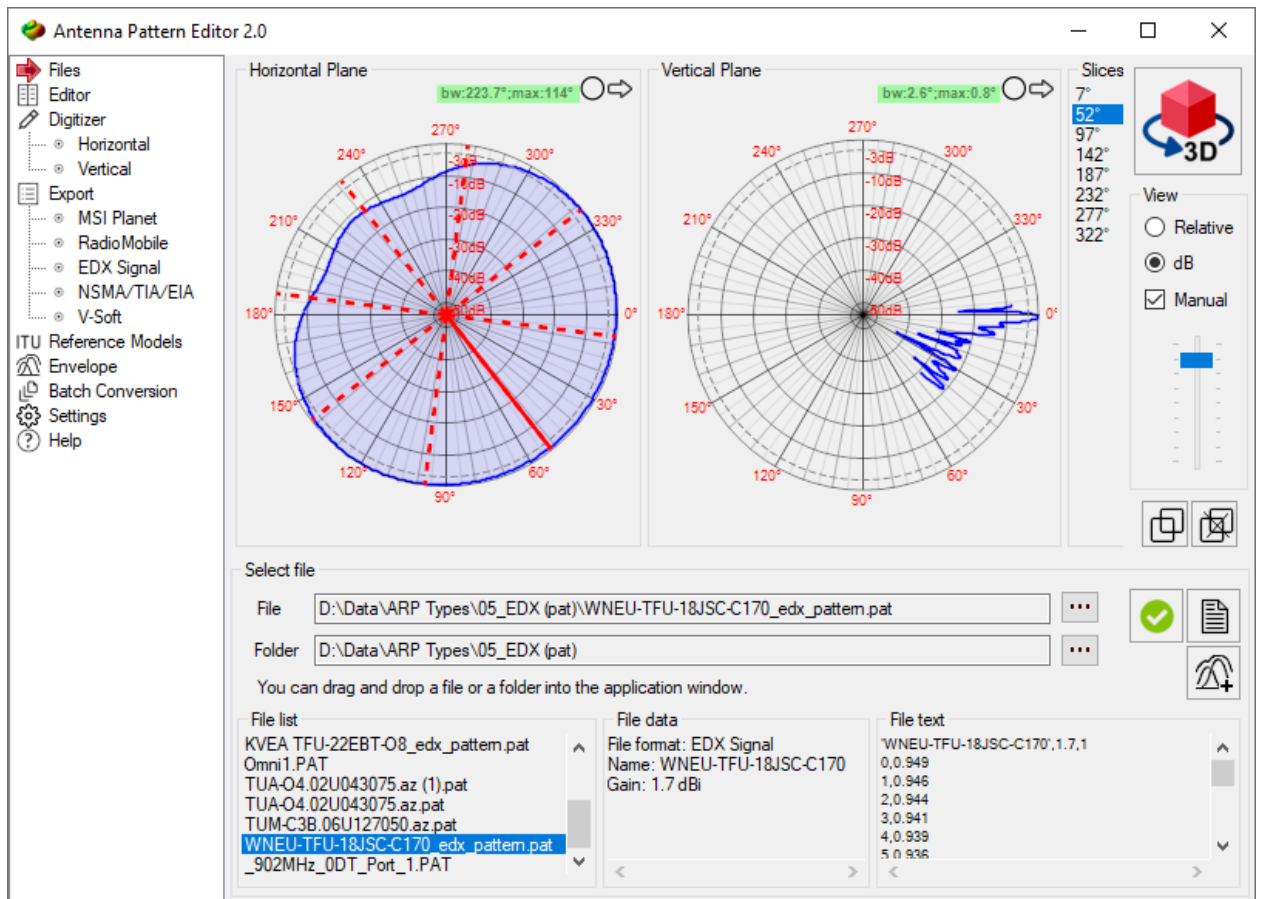 Antenna Pattern Editor 2.0
Files
Editor
Digitizer
Horizontal
Vertical
Export
MSI Planet
RadioMobile
EDX Signal
NSMA/TIA/EIA
V-Soft
ITU Reference Models
Envelope
Batch Conversion
Settings
Help
Horizontal Plane
bw:223.7°;max:114°
270°
240°
300°
210°
330°
180°
0°
150°
30°
120°
60°
90°
-3dB
-10dB
-20dB
-30dB
-40dB
-50dB
Vertical Plane
bw:2.6°;max:0.8°
270°
240°
300°
210°
330°
180°
0°
150°
30°
120°
60°
90°
-3dB
-10dB
-20dB
-30dB
-40dB
-50dB
Slices
7°
52°
97°
142°
187°
232°
277°
322°
3D
View
Relative
dB
Manual
Select file
File D:\Data\ARP Types\05_EDX (pat)\WNEU-TFU-18JSC-C170_edx_pattern.pat ...
Folder D:\Data\ARP Types\05_EDX (pat) ...
You can drag and drop a file or a folder into the application window.
File list
KVEA TFU-22EBT-O8_edx_pattern.pat
Omni1.PAT
TUA-O4.02U043075.az (1).pat
TUA-O4.02U043075.az.pat
TUM-C3B.06U127050.az.pat
WNEU-TFU-18JSC-C170_edx_pattern.pat
_902MHz_0DT_Port_1.PAT
File data
File format: EDX Signal
Name: WNEU-TFU-18JSC-C170
Gain: 1.7 dBi
File text
'WNEU-TFU-18JSC-C170',1.7,1
0,0.949
1,0.946
2,0.944
3,0.941
4,0.939
5,0.936